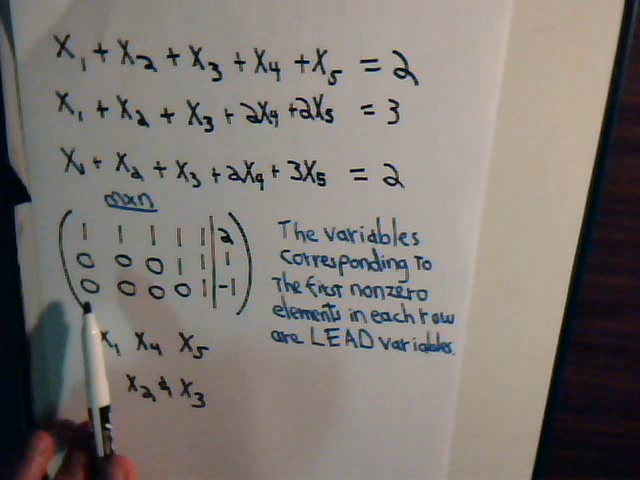 X₁ + X₂ + X₃ + X₄ + X₅ = 2
X₁ + X₂ + X₃ + 2X₄ + 2X₅ = 3
X₁ + X₂ + X₃ + 2X₄ + 3X₅ = 2
mxn
1 1 1 1 1 | 2
0 0 0 1 1 | 1
0 0 0 0 1 | -1
The variables
corresponding to
the first nonzero
elements in each row
are LEAD variables.
X₁ X₄ X₅
X₂ & X₃